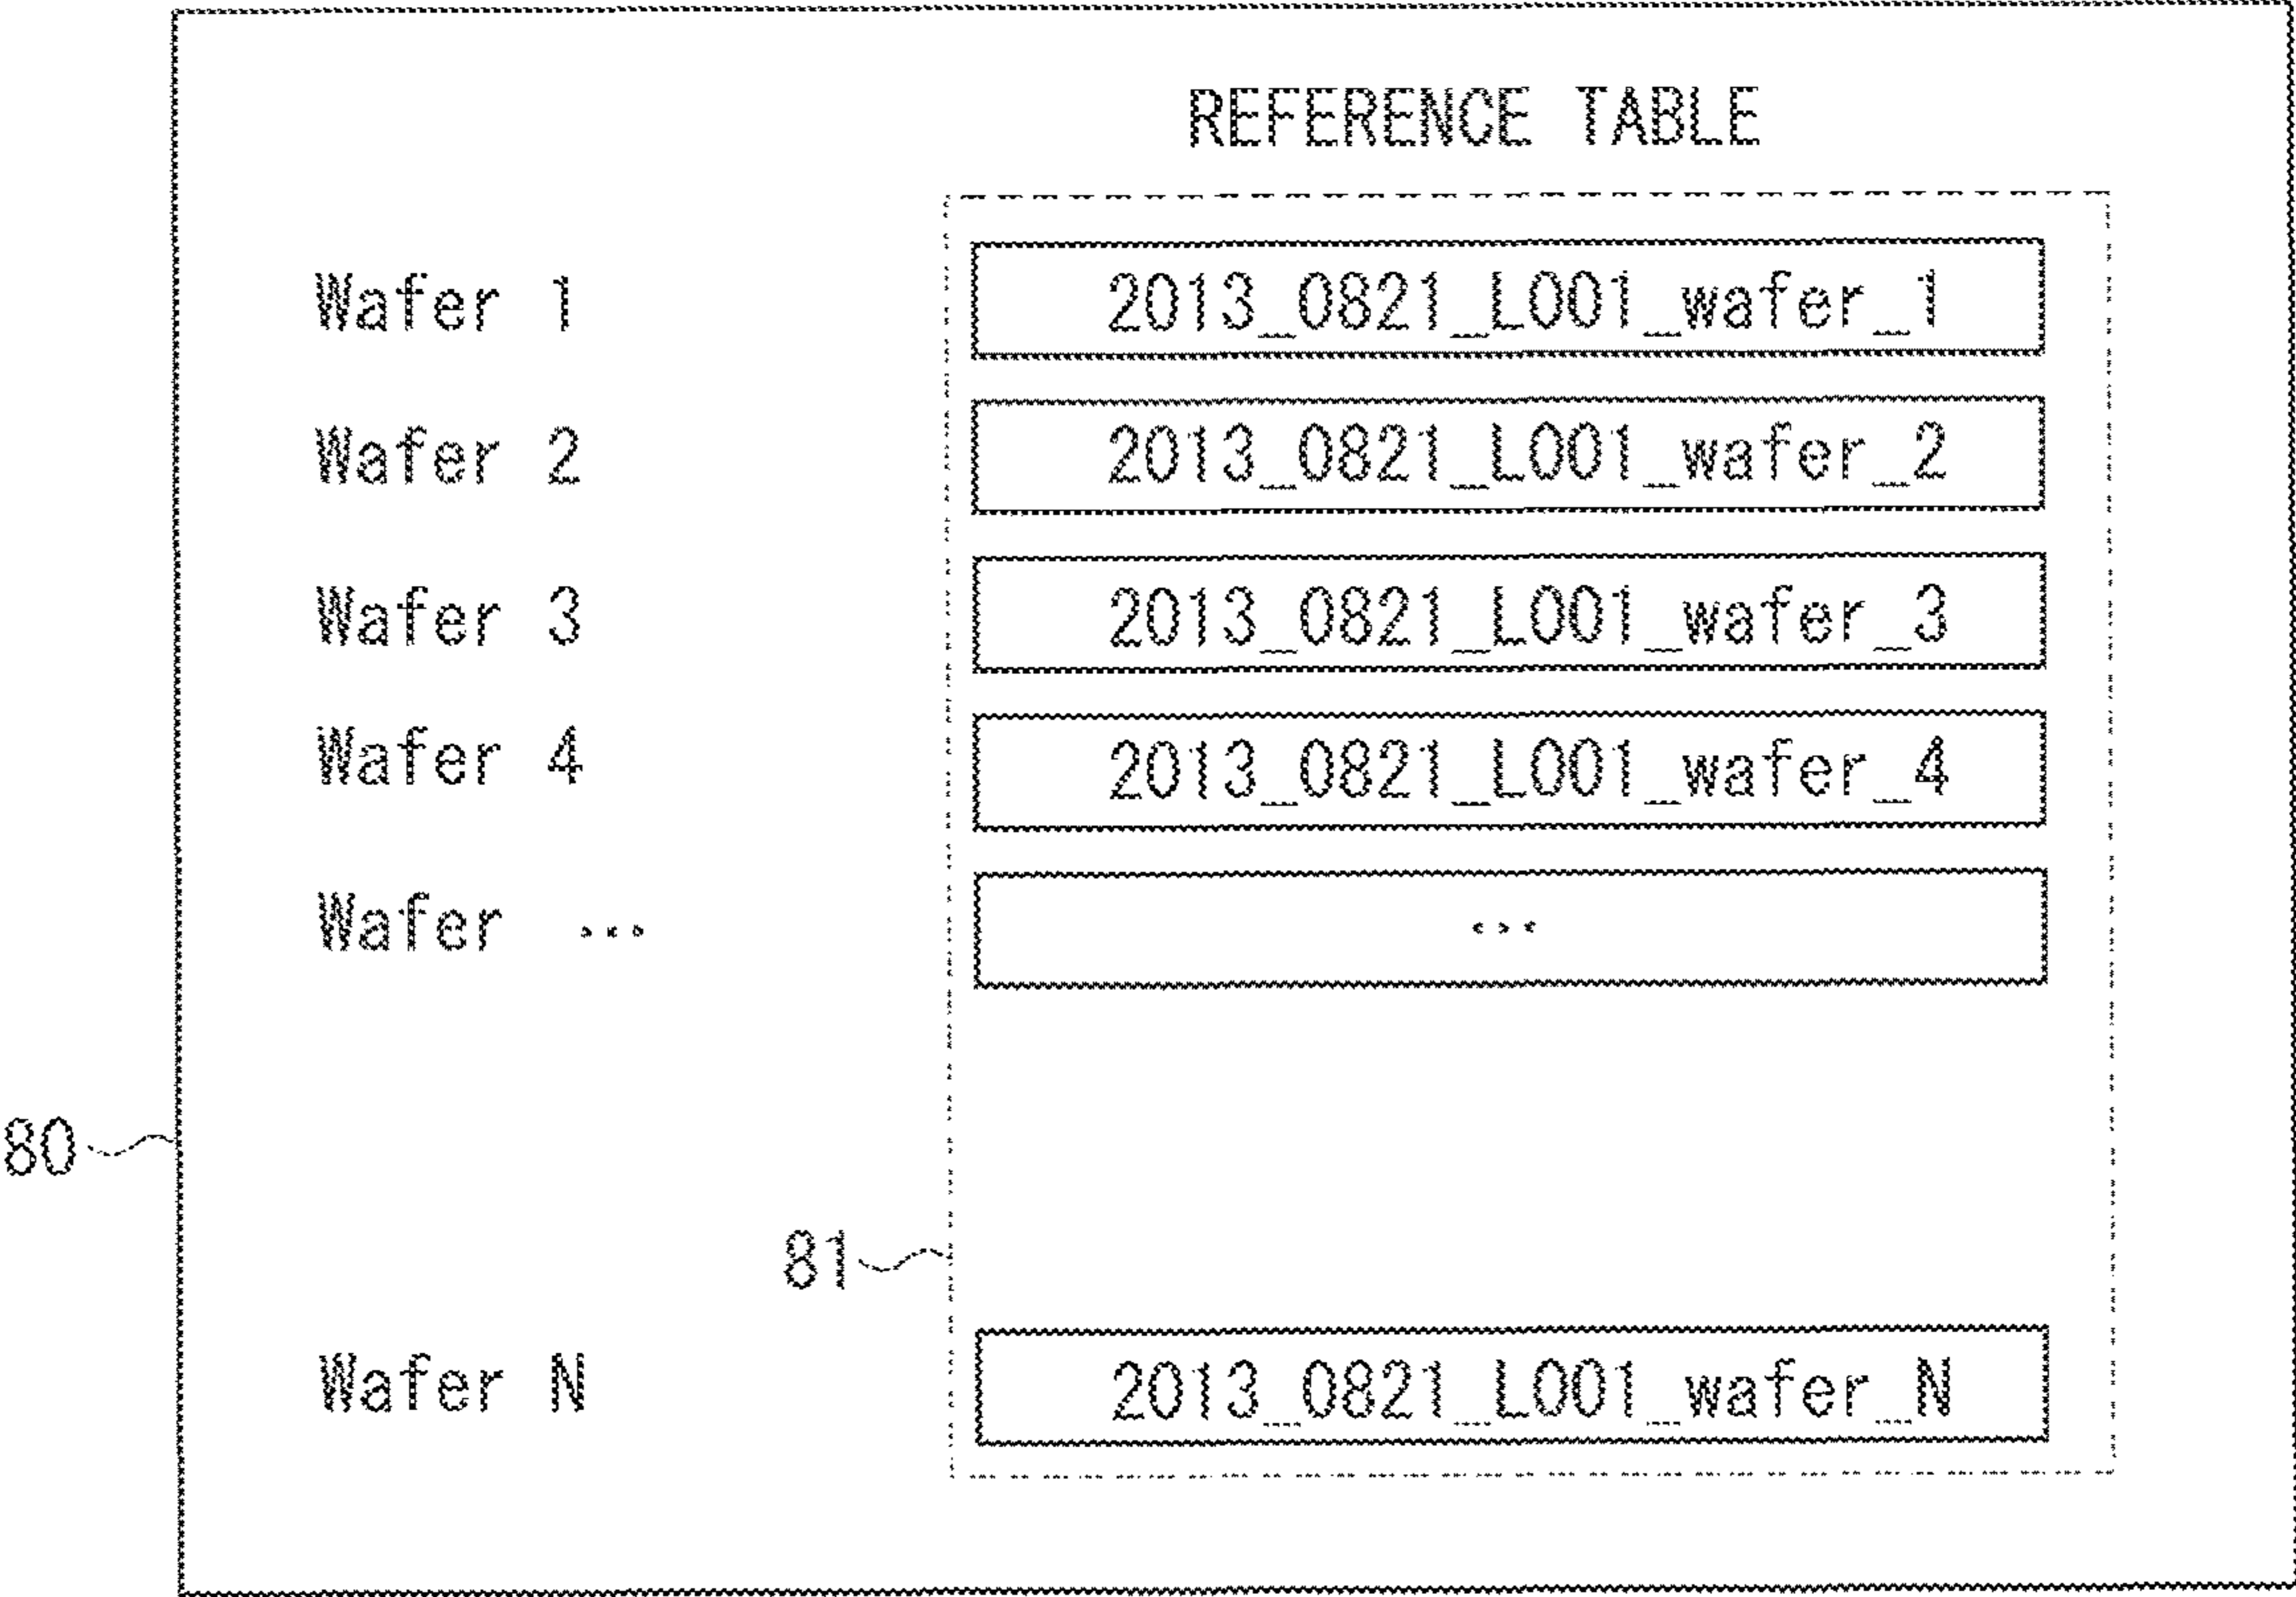 REFERENCE TABLE
Wafer 1 2013_0821_L001_wafer_1
Wafer 2 2013_0821_L001_wafer_2
Wafer 3 2013_0821_L001_wafer_3
Wafer 4 2013_0821_L001_wafer_4
Wafer ... ...
80
81
Wafer N 2013_0821_L001_wafer_N